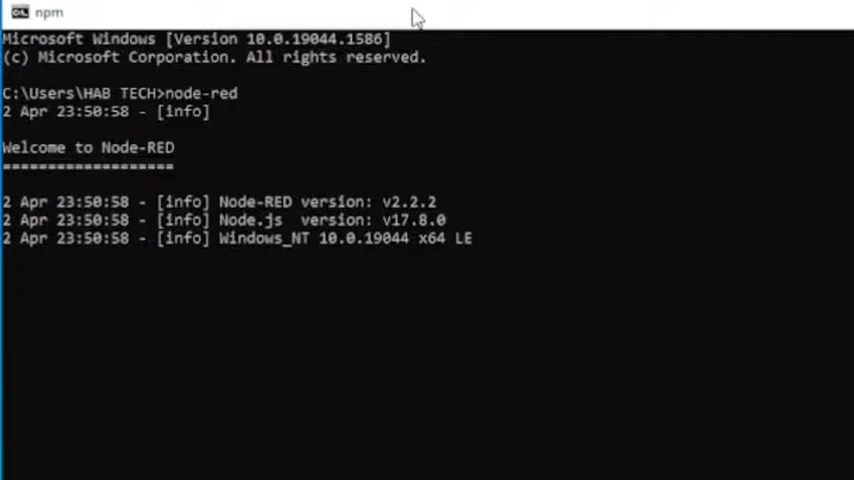 npm
Microsoft Windows [Version 10.0.19044.1586]
(c) Microsoft Corporation. All rights reserved.
C:\Users\HAB TECH>node-red
2 Apr 23:50:58 - [info]
Welcome to Node-RED
===================
2 Apr 23:50:58 - [info] Node-RED version: v2.2.2
2 Apr 23:50:58 - [info] Node.js  version: v17.8.0
2 Apr 23:50:58 - [info] Windows_NT 10.0.19044 x64 LE